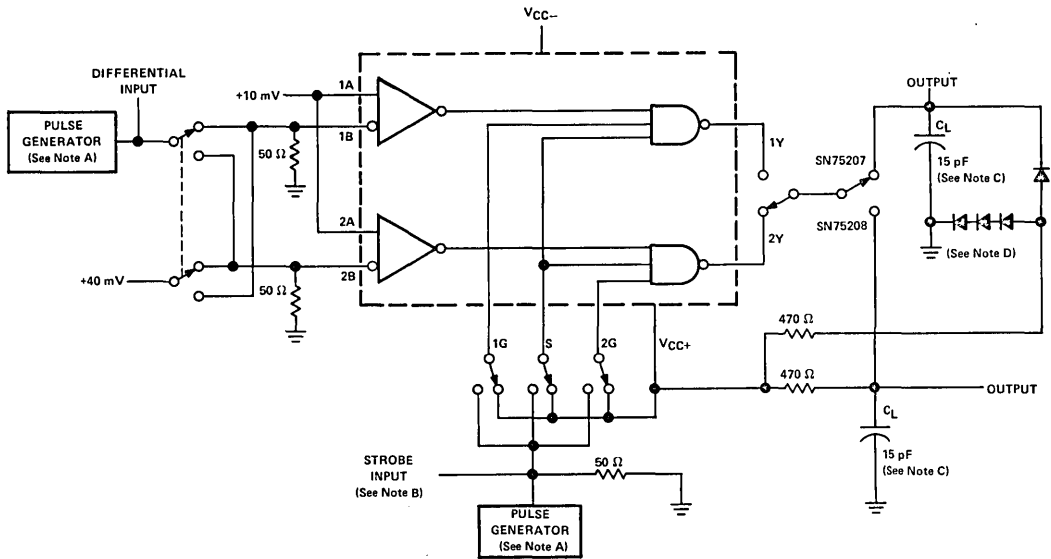 VCC−
DIFFERENTIAL
INPUT
PULSE
GENERATOR
(See Note A)
+10 mV
1A
1B
50 Ω
2A
2B
+40 mV
50 Ω
1Y
2Y
SN75207
SN75208
OUTPUT
CL
15 pF
(See Note C)
(See Note D)
470 Ω
470 Ω
1G
S
2G
VCC+
OUTPUT
CL
15 pF
(See Note C)
STROBE
INPUT
(See Note B)
50 Ω
PULSE
GENERATOR
(See Note A)